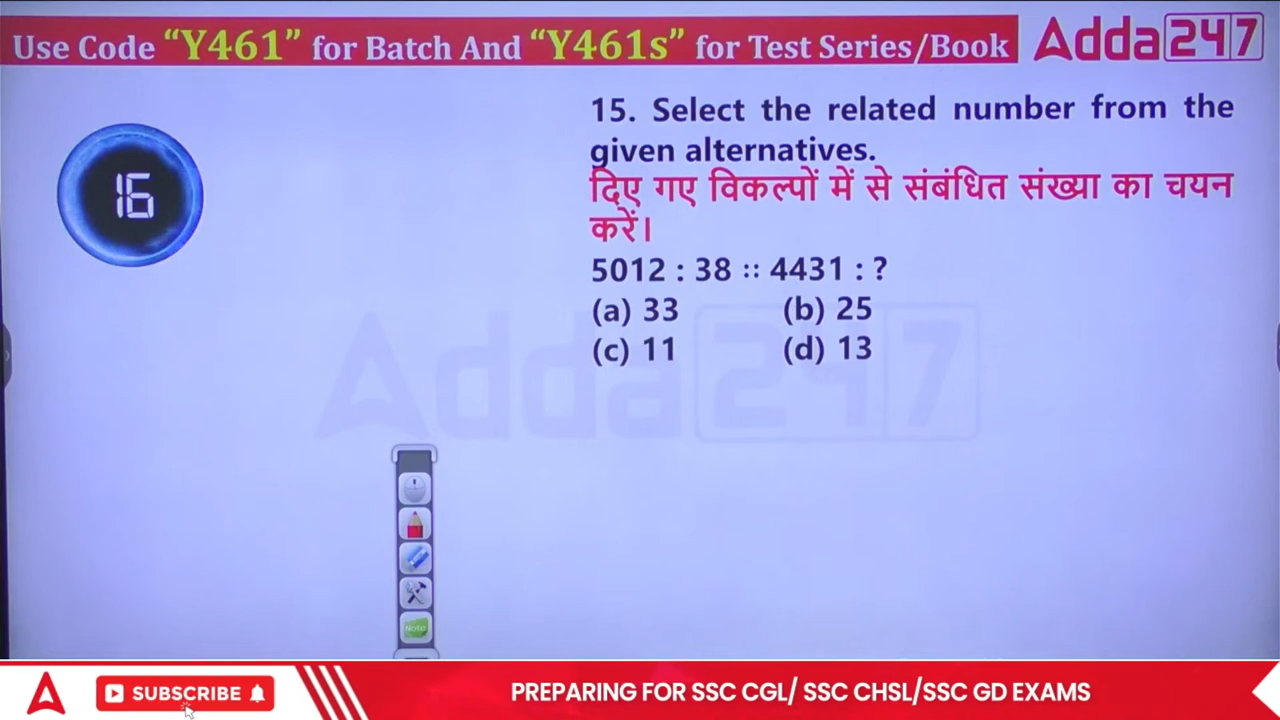 Use Code “Y461” for Batch And “Y461s” for Test Series/Book
Adda247
16
15. Select the related number from the
given alternatives.
दिए गए विकल्पों में से संबंधित संख्या का चयन
करें।
5012 : 38 :: 4431 : ?
(a) 33 (b) 25
(c) 11 (d) 13
Adda247
Note
SUBSCRIBE
PREPARING FOR SSC CGL/ SSC CHSL/SSC GD EXAMS